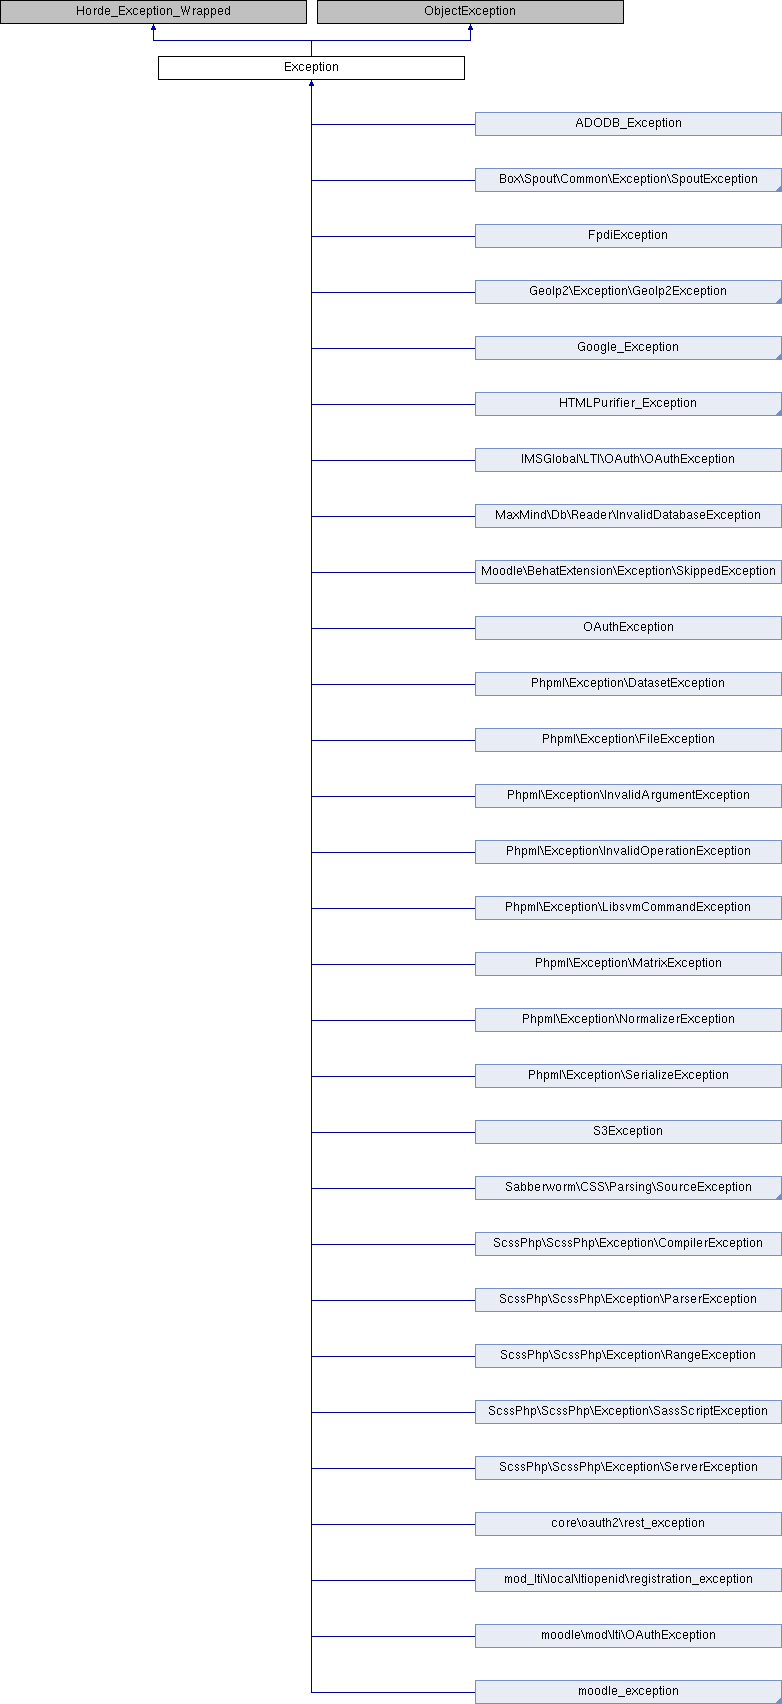 Horde_Exception_Wrapped
ObjectException
Exception
ADODB_Exception
Box\Spout\Common\Exception\SpoutException
FpdiException
GeoIp2\Exception\GeoIp2Exception
Google_Exception
HTMLPurifier_Exception
IMSGlobal\LTI\OAuth\OAuthException
MaxMind\Db\Reader\InvalidDatabaseException
Moodle\BehatExtension\Exception\SkippedException
OAuthException
Phpml\Exception\DatasetException
Phpml\Exception\FileException
Phpml\Exception\InvalidArgumentException
Phpml\Exception\InvalidOperationException
Phpml\Exception\LibsvmCommandException
Phpml\Exception\MatrixException
Phpml\Exception\NormalizerException
Phpml\Exception\SerializeException
S3Exception
Sabberworm\CSS\Parsing\SourceException
ScssPhp\ScssPhp\Exception\CompilerException
ScssPhp\ScssPhp\Exception\ParserException
ScssPhp\ScssPhp\Exception\RangeException
ScssPhp\ScssPhp\Exception\SassScriptException
ScssPhp\ScssPhp\Exception\ServerException
core\oauth2\rest_exception
mod_lti\local\ltiopenid\registration_exception
moodle\mod\lti\OAuthException
moodle_exception